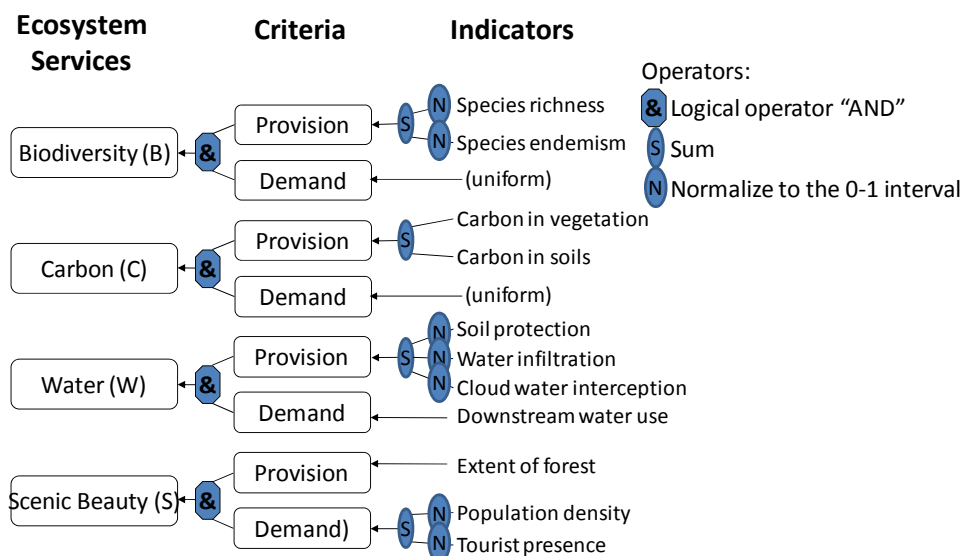 Ecosystem
Services
Criteria
Indicators
Operators:
& Logical operator “AND”
S Sum
N Normalize to the 0-1 interval
Biodiversity (B)
&
Provision
S
N Species richness
N Species endemism
Demand
(uniform)
Carbon (C)
&
Provision
S
Carbon in vegetation
Carbon in soils
Demand
(uniform)
Water (W)
&
Provision
S
N Soil protection
N Water infiltration
N Cloud water interception
Demand
Downstream water use
Scenic Beauty (S)
&
Provision
Extent of forest
Demand)
S
N Population density
N Tourist presence